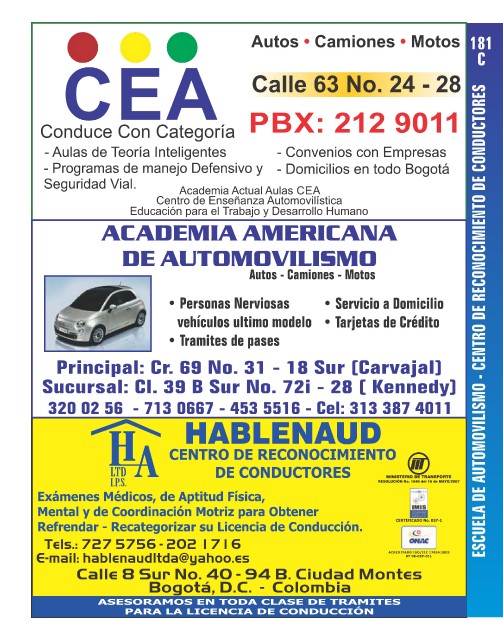 CEA
Conduce Con Categoría
Autos • Camiones • Motos
Calle 63 No. 24 - 28
PBX: 212 9011
- Aulas de Teoría Inteligentes
- Programas de manejo Defensivo y
Seguridad Vial.
- Convenios con Empresas
- Domicilios en todo Bogotá
Academia Actual Aulas CEA
Centro de Enseñanza Automovilística
Educación para el Trabajo y Desarrollo Humano
ACADEMIA AMERICANA
DE AUTOMOVILISMO
Autos - Camiones - Motos
• Personas Nerviosas
vehículos ultimo modelo
• Tramites de pases
• Servicio a Domicilio
• Tarjetas de Crédito
Principal: Cr. 69 No. 31 - 18 Sur (Carvajal)
Sucursal: Cl. 39 B Sur No. 72i - 28 ( Kennedy)
320 02 56 - 713 0667 - 453 5516 - Cel: 313 387 4011
HA
LTD
I.P.S.
HABLENAUD
CENTRO DE RECONOCIMIENTO
DE CONDUCTORES
MINISTERIO DE TRANSPORTE
Exámenes Médicos, de Aptitud Física,
Mental y de Coordinación Motriz para Obtener
Refrendar - Recategorizar su Licencia de Conducción.
ONAC
Tels.: 727 5756 - 202 1716
E-mail: hablenaudltda@yahoo.es
Calle 8 Sur No. 40 - 94 B. Ciudad Montes
Bogotá, D.C. - Colombia
ASESORAMOS EN TODA CLASE DE TRAMITES
PARA LA LICENCIA DE CONDUCCIÓN
181
C
ESCUELA DE AUTOMOVILISMO - CENTRO DE RECONOCIMIENTO DE CONDUCTORES